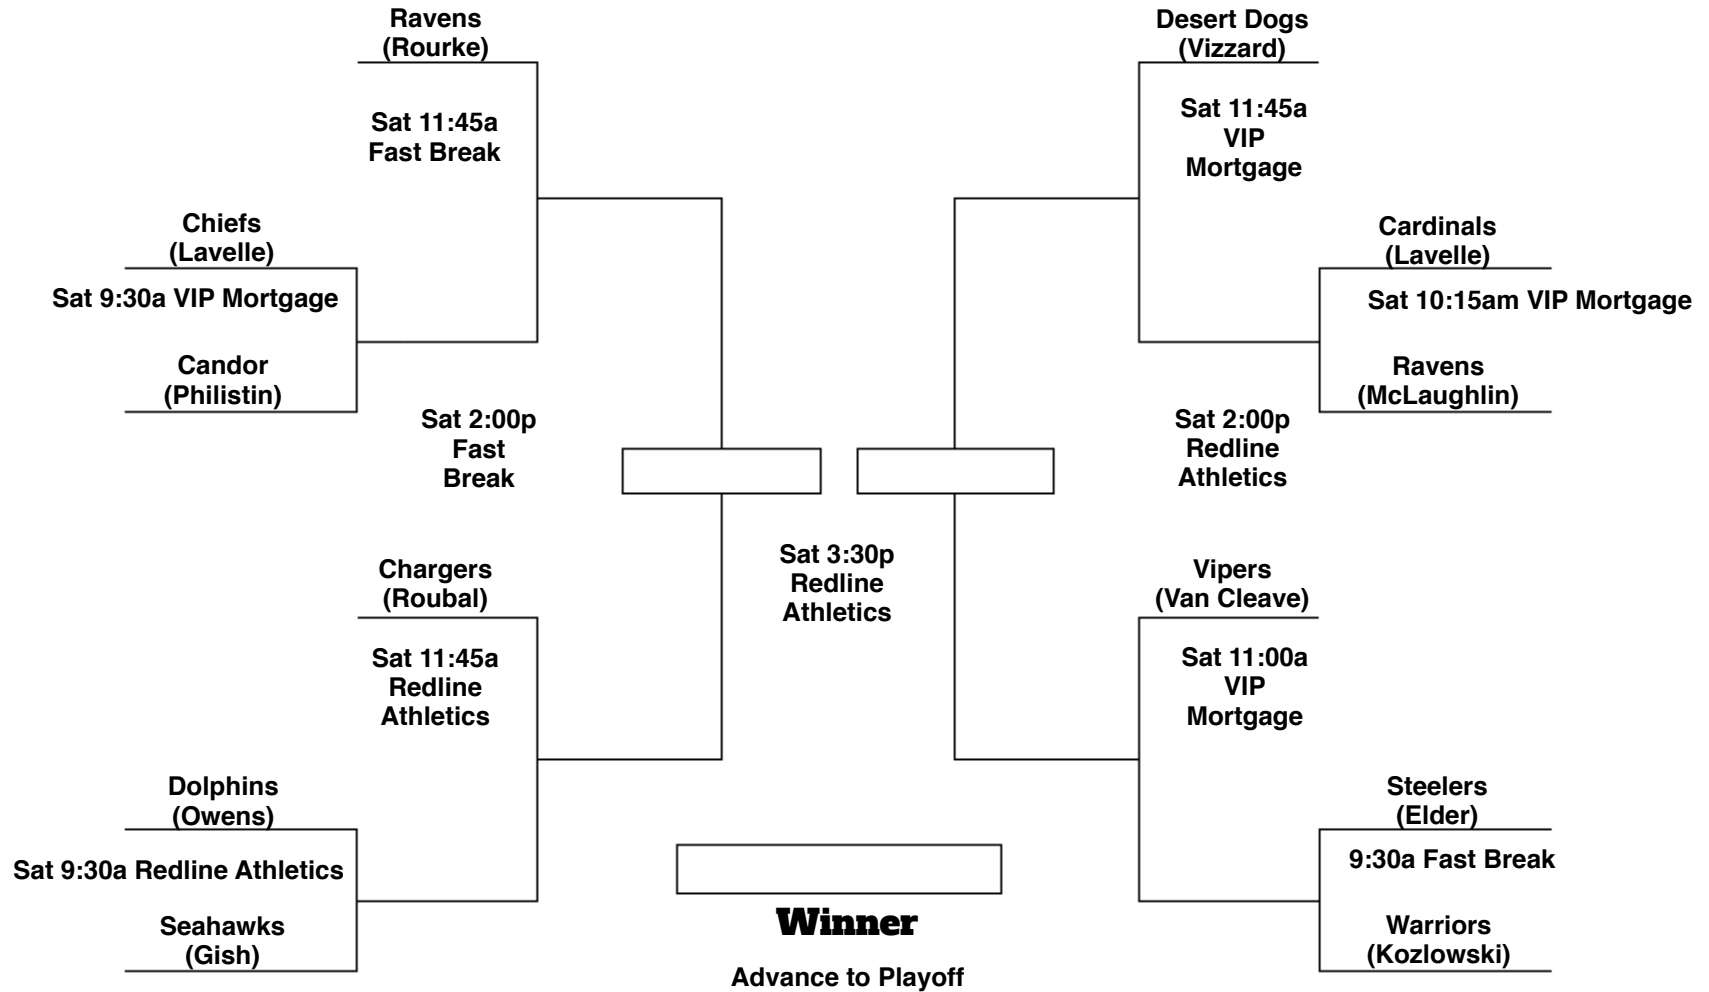 Ravens
(Rourke)
Sat 11:45a
Fast Break
Chiefs
(Lavelle)
Sat 9:30a VIP Mortgage
Candor
(Philistin)
Sat 2:00p
Fast
Break
Chargers
(Roubal)
Sat 11:45a
Redline
Athletics
Dolphins
(Owens)
Sat 9:30a Redline Athletics
Seahawks
(Gish)
Sat 3:30p
Redline
Athletics
Winner
Advance to Playoff
Desert Dogs
(Vizzard)
Sat 11:45a
VIP
Mortgage
Cardinals
(Lavelle)
Sat 10:15am VIP Mortgage
Ravens
(McLaughlin)
Sat 2:00p
Redline
Athletics
Vipers
(Van Cleave)
Sat 11:00a
VIP
Mortgage
Steelers
(Elder)
9:30a Fast Break
Warriors
(Kozlowski)